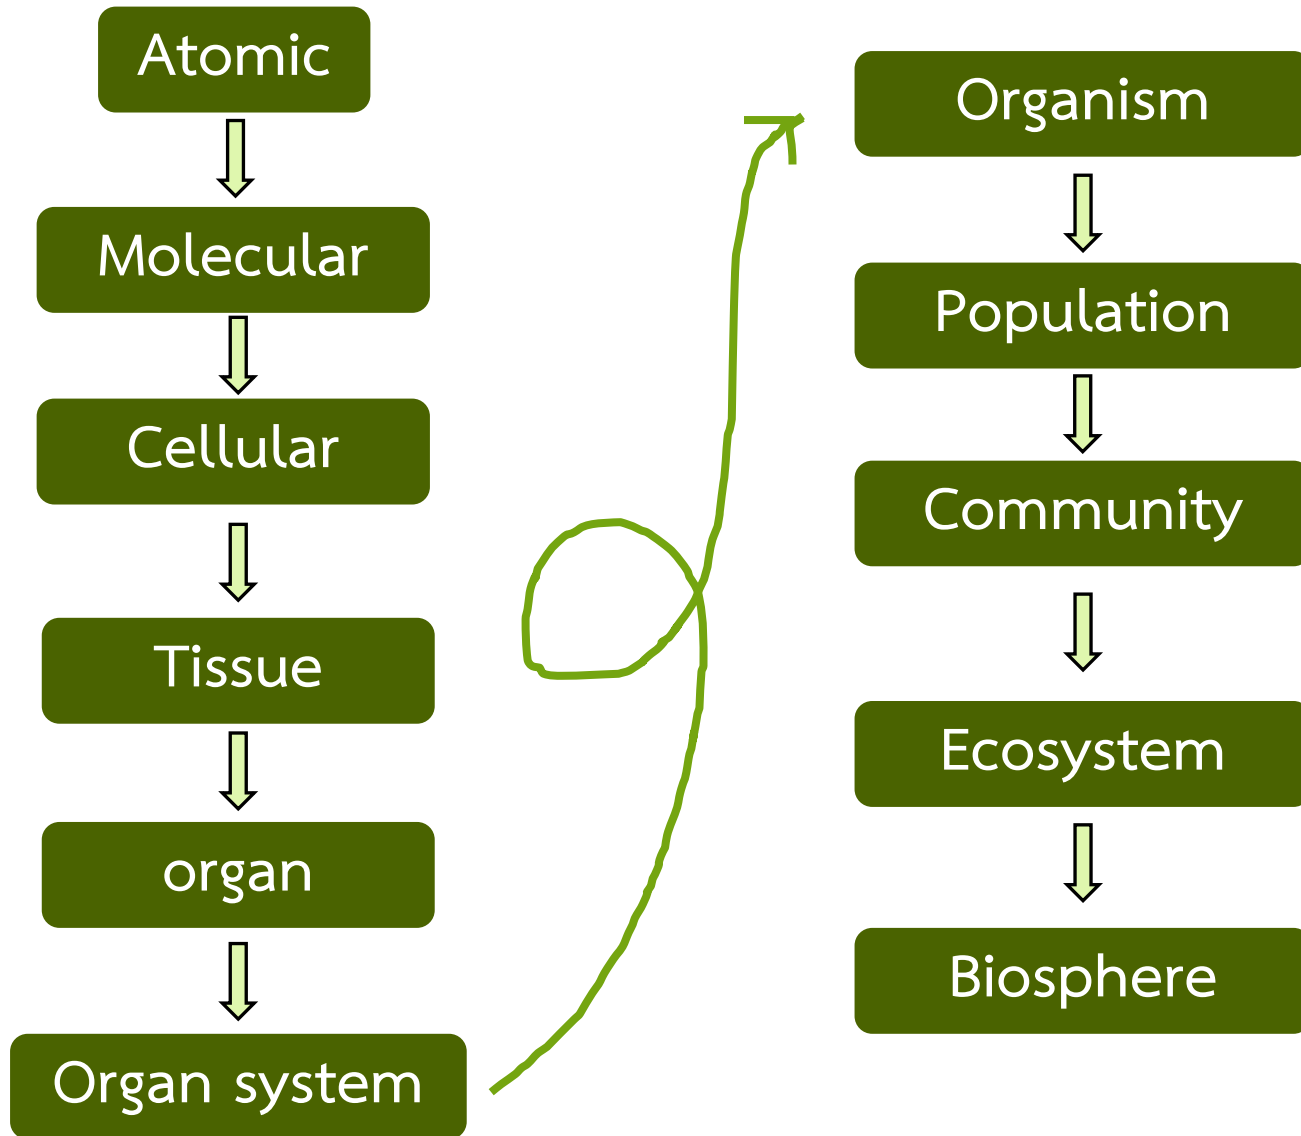 Atomic
Molecular
Cellular
Tissue
organ
Organ system
Organism
Population
Community
Ecosystem
Biosphere